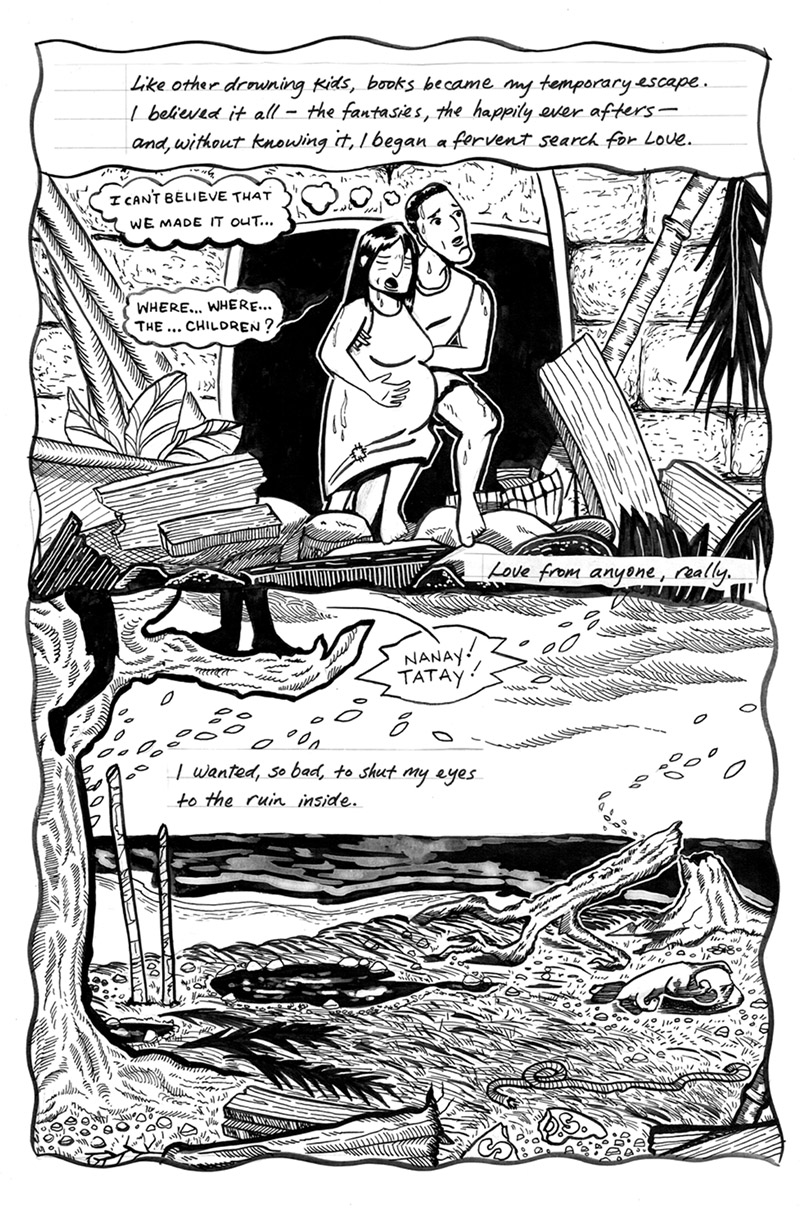 Like other drowning kids, books became my temporary escape.
I believed it all – the fantasies, the happily ever afters –
and, without knowing it, I began a fervent search for Love.
I CAN'T BELIEVE THAT
WE MADE IT OUT...
WHERE... WHERE...
THE ... CHILDREN?
Love from anyone, really.
NANAY!
TATAY!
I wanted, so bad, to shut my eyes
to the ruin inside.